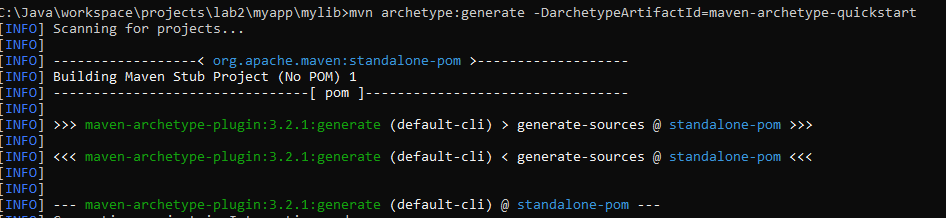 C:\Java\workspace\projects\lab2\myapp\mylib>mvn archetype:generate -DarchetypeArtifactId=maven-archetype-quickstart
[INFO] Scanning for projects...
[INFO]
[INFO] ------------------< org.apache.maven:standalone-pom >-------------------
[INFO] Building Maven Stub Project (No POM) 1
[INFO] --------------------------------[ pom ]---------------------------------
[INFO]
[INFO] >>> maven-archetype-plugin:3.2.1:generate (default-cli) > generate-sources @ standalone-pom >>>
[INFO]
[INFO] <<< maven-archetype-plugin:3.2.1:generate (default-cli) < generate-sources @ standalone-pom <<<
[INFO]
[INFO]
[INFO] --- maven-archetype-plugin:3.2.1:generate (default-cli) @ standalone-pom ---